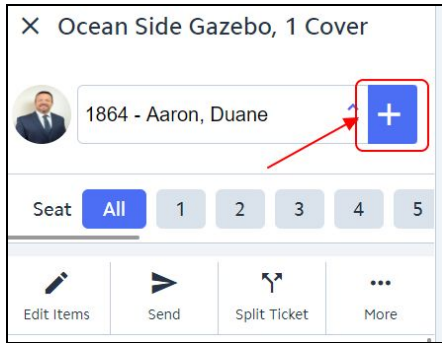 × Ocean Side Gazebo, 1 Cover
1864 - Aaron, Duane +
Seat All 1 2 3 4 5
Edit Items Send Split Ticket More